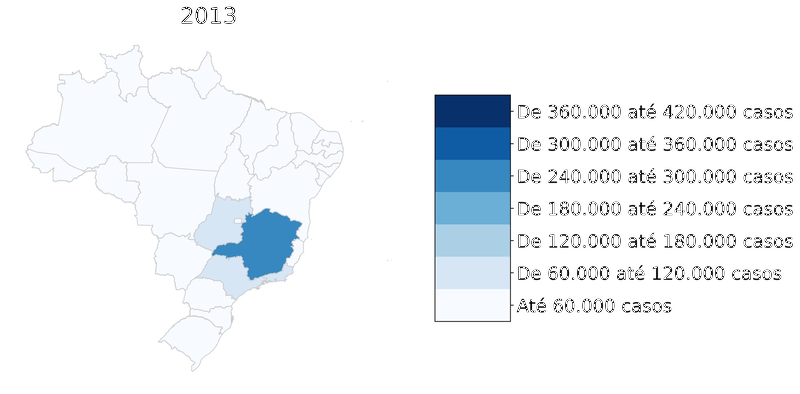 2013
De 360.000 até 420.000 casos
De 300.000 até 360.000 casos
De 240.000 até 300.000 casos
De 180.000 até 240.000 casos
De 120.000 até 180.000 casos
De 60.000 até 120.000 casos
Até 60.000 casos